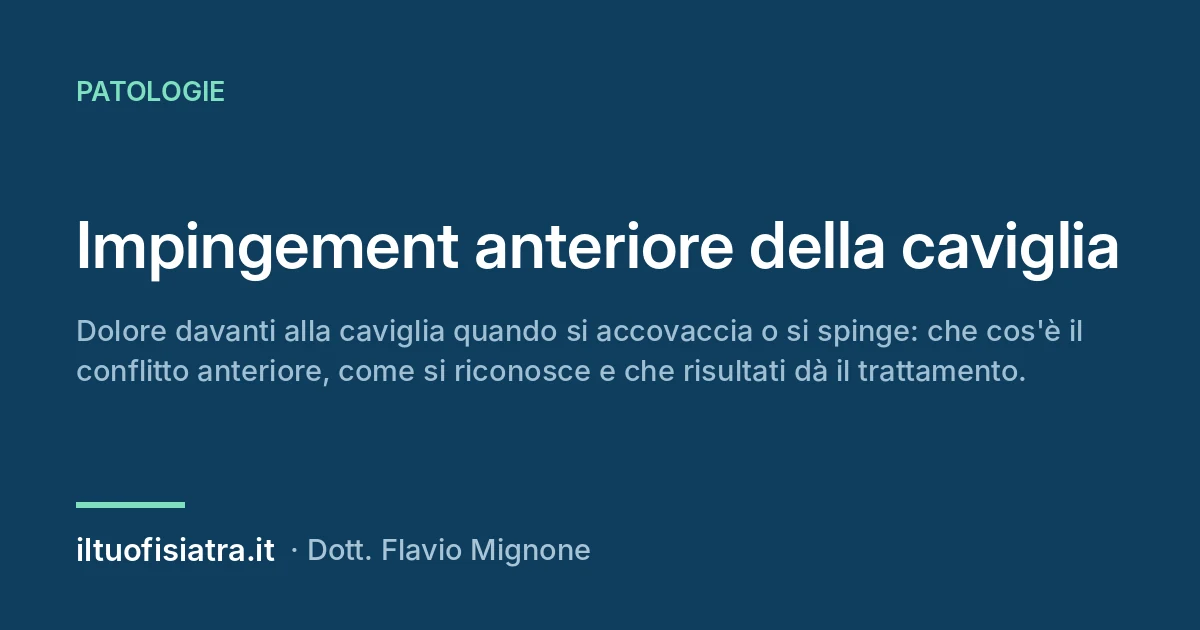 PATOLOGIE
Impingement anteriore della caviglia
Dolore davanti alla caviglia quando si accovaccia o si spinge: che cos'è il
conflitto anteriore, come si riconosce e che risultati dà il trattamento.
iltuofisiatra.it · Dott. Flavio Mignone